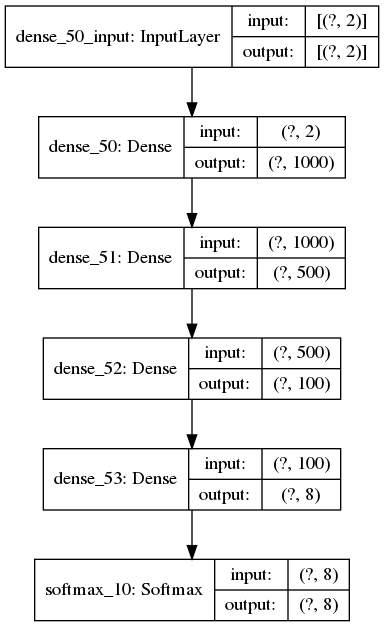 dense_50_input: InputLayer
input: [(?, 2)]
output: [(?, 2)]
dense_50: Dense
input: (?, 2)
output: (?, 1000)
dense_51: Dense
input: (?, 1000)
output: (?, 500)
dense_52: Dense
input: (?, 500)
output: (?, 100)
dense_53: Dense
input: (?, 100)
output: (?, 8)
softmax_10: Softmax
input: (?, 8)
output: (?, 8)